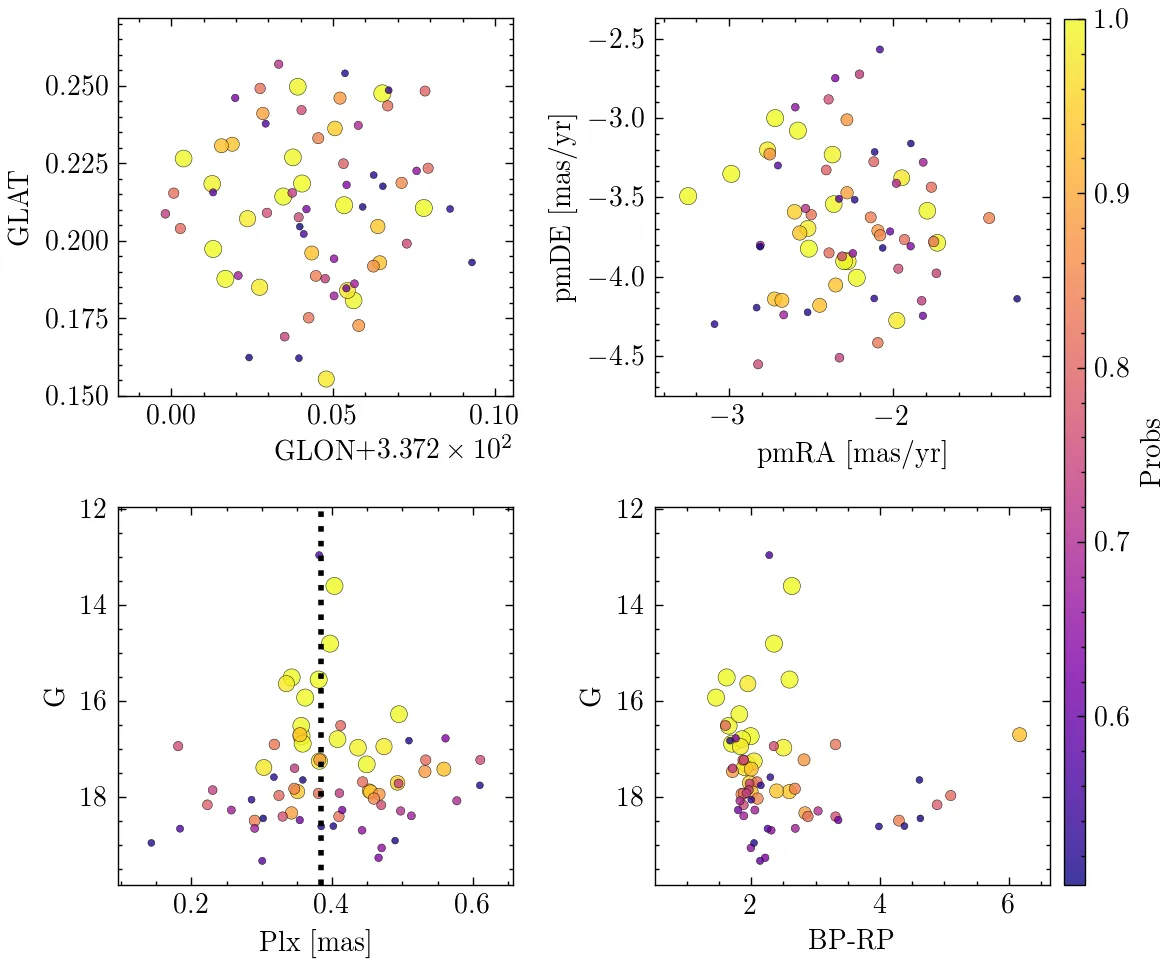 0.250
0.225
0.200
0.175
0.150
GLAT
0.00 0.05 0.10
GLON+3.372 × 10²
−2.5
−3.0
−3.5
−4.0
−4.5
pmDE [mas/yr]
−3 −2
pmRA [mas/yr]
1.0
0.9
0.8
0.7
0.6
Probs
12
14
16
18
G
0.2 0.4 0.6
Plx [mas]
12
14
16
18
G
2 4 6
BP-RP